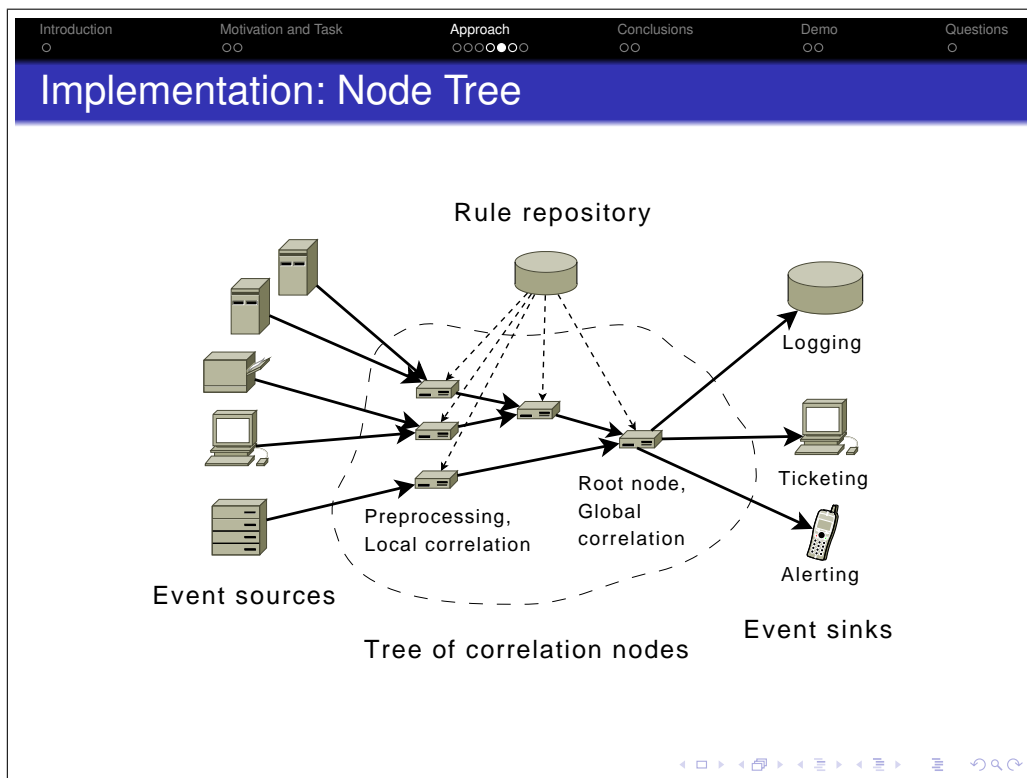 Introduction Motivation and Task Approach Conclusions Demo Questions
Implementation: Node Tree
Rule repository
Logging
Ticketing
Root node,
Global
correlation
Preprocessing,
Local correlation
Alerting
Event sources
Event sinks
Tree of correlation nodes